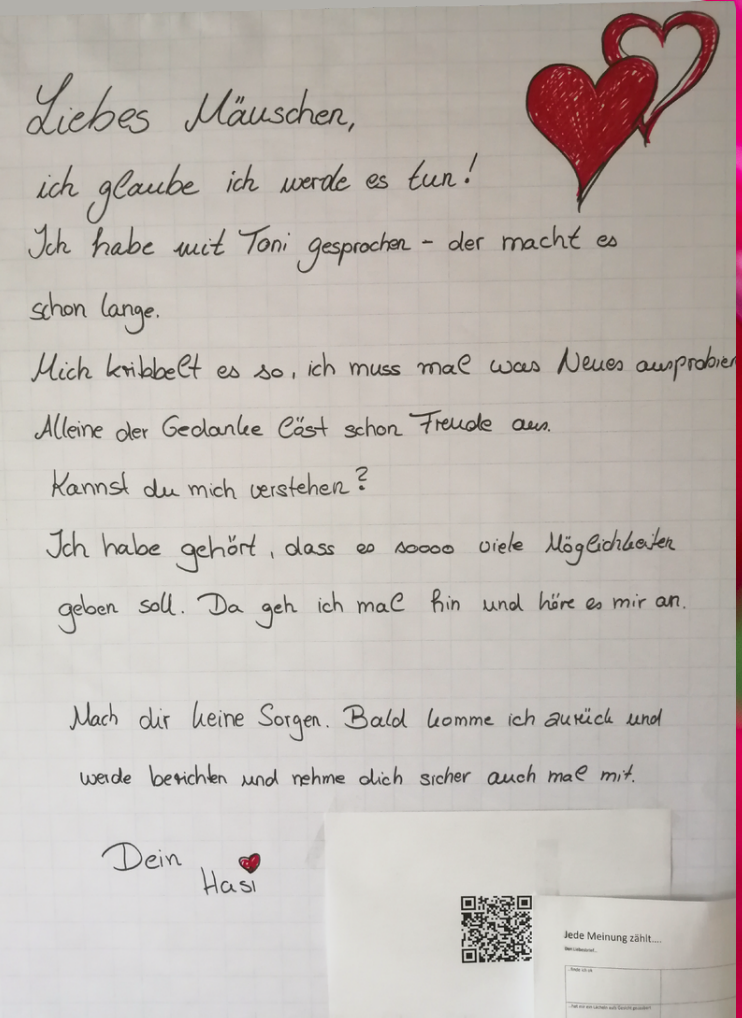 Liebes Mäuschen,
ich glaube ich werde es tun!
Ich habe mit Toni gesprochen - der macht es
schon lange.
Mich kribbelt es so, ich muss mal was Neues ausprobier
Alleine der Gedanke löst schon Freude aus.
Kannst du mich verstehen?
Ich habe gehört, dass es soooo viele Möglichkeiten
geben soll. Da geh ich mal hin und höre es mir an.
Mach dir keine Sorgen. Bald komme ich zurück und
werde berichten und nehme dich sicher auch mal mit.
Dein
Hasi
Jede Meinung zählt....